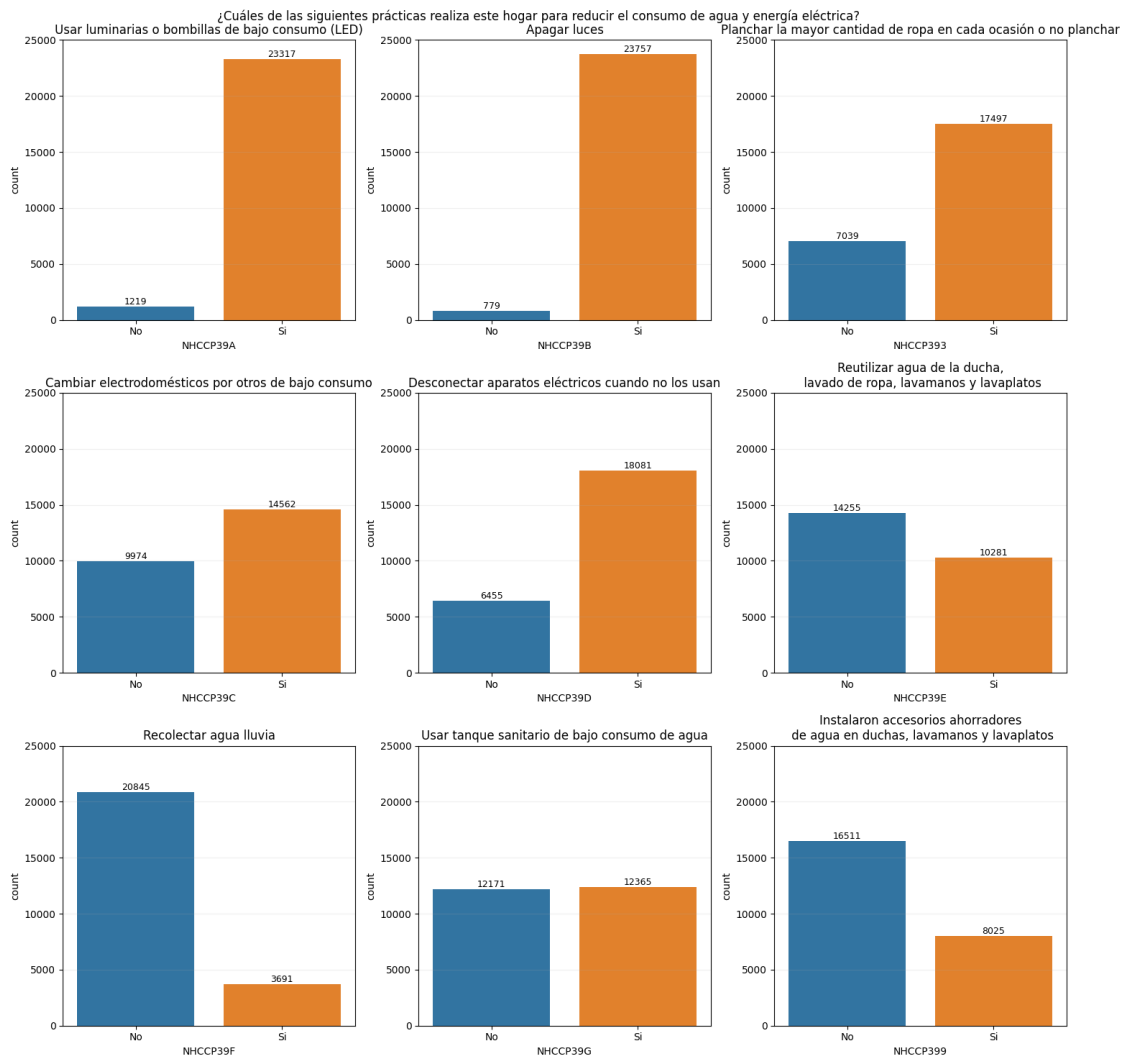 ¿Cuáles de las siguientes prácticas realiza este hogar para reducir el consumo de agua y energía eléctrica?
Usar luminarias o bombillas de bajo consumo (LED)
25000
20000
15000
10000
5000
0
count
1219
23317
No
Si
NHCCP39A
Apagar luces
25000
20000
15000
10000
5000
0
count
779
23757
No
Si
NHCCP39B
Planchar la mayor cantidad de ropa en cada ocasión o no planchar
25000
20000
15000
10000
5000
0
count
7039
17497
No
Si
NHCCP393
Cambiar electrodomésticos por otros de bajo consumo
25000
20000
15000
10000
5000
0
count
9974
14562
No
Si
NHCCP39C
Desconectar aparatos eléctricos cuando no los usan
25000
20000
15000
10000
5000
0
count
6455
18081
No
Si
NHCCP39D
Reutilizar agua de la ducha,
lavado de ropa, lavamanos y lavaplatos
25000
20000
15000
10000
5000
0
count
14255
10281
No
Si
NHCCP39E
Recolectar agua lluvia
25000
20000
15000
10000
5000
0
count
20845
3691
No
Si
NHCCP39F
Usar tanque sanitario de bajo consumo de agua
25000
20000
15000
10000
5000
0
count
12171
12365
No
Si
NHCCP39G
Instalaron accesorios ahorradores
de agua en duchas, lavamanos y lavaplatos
25000
20000
15000
10000
5000
0
count
16511
8025
No
Si
NHCCP399